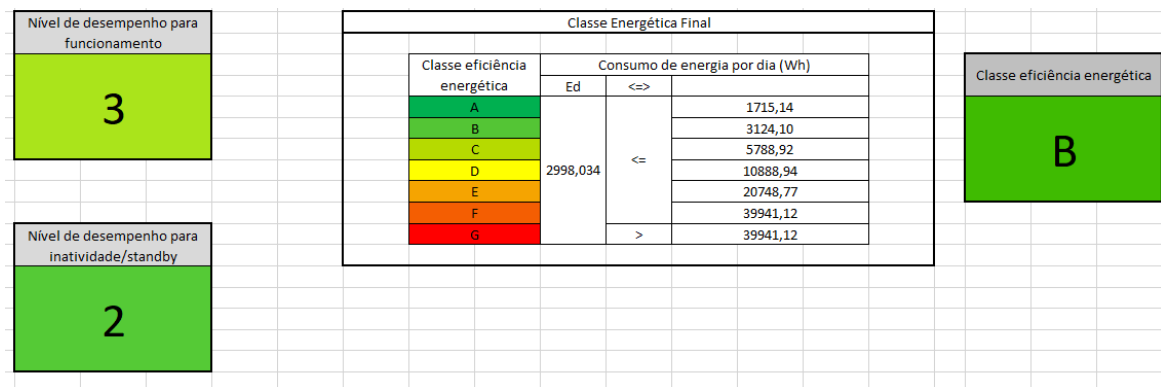 Nível de desempenho para
funcionamento
3
Nível de desempenho para
inatividade/standby
2
Classe Energética Final
Classe eficiência
energética
Consumo de energia por dia (Wh)
Ed <=>
A 1715,14
B 3124,10
C 5788,92
D 2998,034 <= 10888,94
E 20748,77
F 39941,12
G > 39941,12
Classe eficiência energética
B